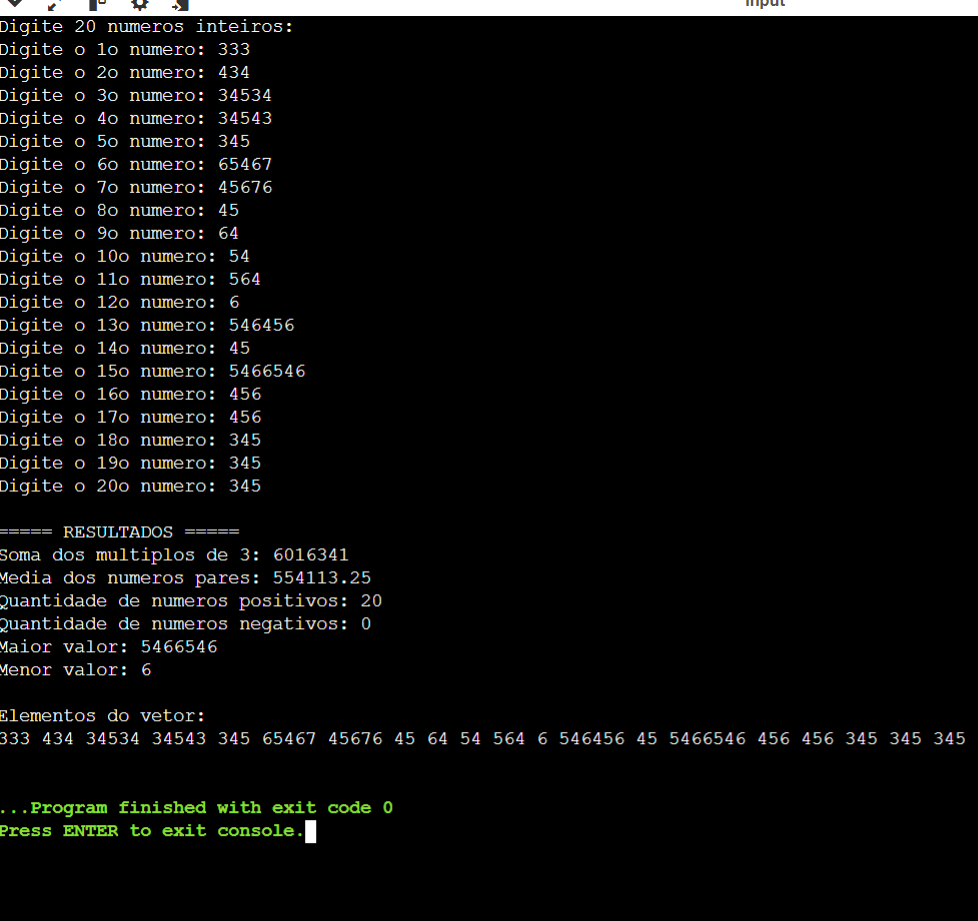 input
Digite 20 numeros inteiros:
Digite o 1o numero: 333
Digite o 2o numero: 434
Digite o 3o numero: 34534
Digite o 4o numero: 34543
Digite o 5o numero: 345
Digite o 6o numero: 65467
Digite o 7o numero: 45676
Digite o 8o numero: 45
Digite o 9o numero: 64
Digite o 10o numero: 54
Digite o 11o numero: 564
Digite o 12o numero: 6
Digite o 13o numero: 546456
Digite o 14o numero: 45
Digite o 15o numero: 5466546
Digite o 16o numero: 456
Digite o 17o numero: 456
Digite o 18o numero: 345
Digite o 19o numero: 345
Digite o 20o numero: 345
===== RESULTADOS =====
Soma dos multiplos de 3: 6016341
Media dos numeros pares: 554113.25
Quantidade de numeros positivos: 20
Quantidade de numeros negativos: 0
Maior valor: 5466546
Menor valor: 6
Elementos do vetor:
333 434 34534 34543 345 65467 45676 45 64 54 564 6 546456 45 5466546 456 456 345 345 345
...Program finished with exit code 0
Press ENTER to exit console.